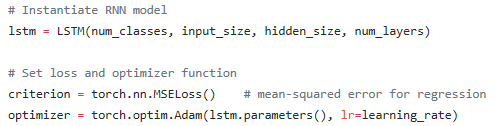 # Instantiate RNN model
lstm = LSTM(num_classes, input_size, hidden_size, num_layers)
# Set loss and optimizer function
criterion = torch.nn.MSELoss()    # mean-squared error for regression
optimizer = torch.optim.Adam(lstm.parameters(), lr=learning_rate)